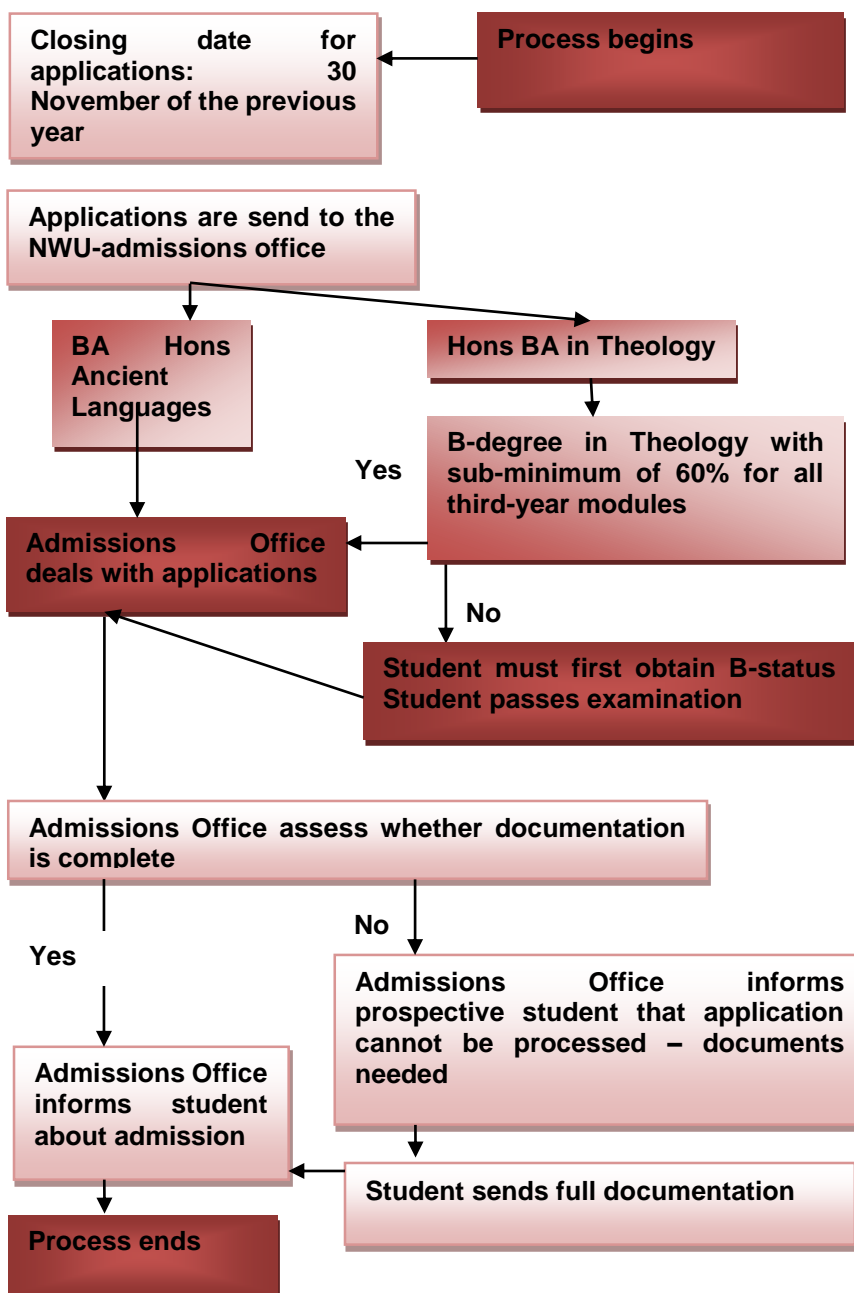 Process begins
Closing date for
applications: 30
November of the previous
year
Applications are send to the
NWU-admissions office
BA Hons
Ancient
Languages
Hons BA in Theology
B-degree in Theology with
sub-minimum of 60% for all
third-year modules
Yes
Admissions Office
deals with applications
No
Student must first obtain B-status
Student passes examination
Admissions Office assess whether documentation
is complete
No
Yes
Admissions Office informs
prospective student that application
cannot be processed – documents
needed
Admissions Office
informs student
about admission
Student sends full documentation
Process ends